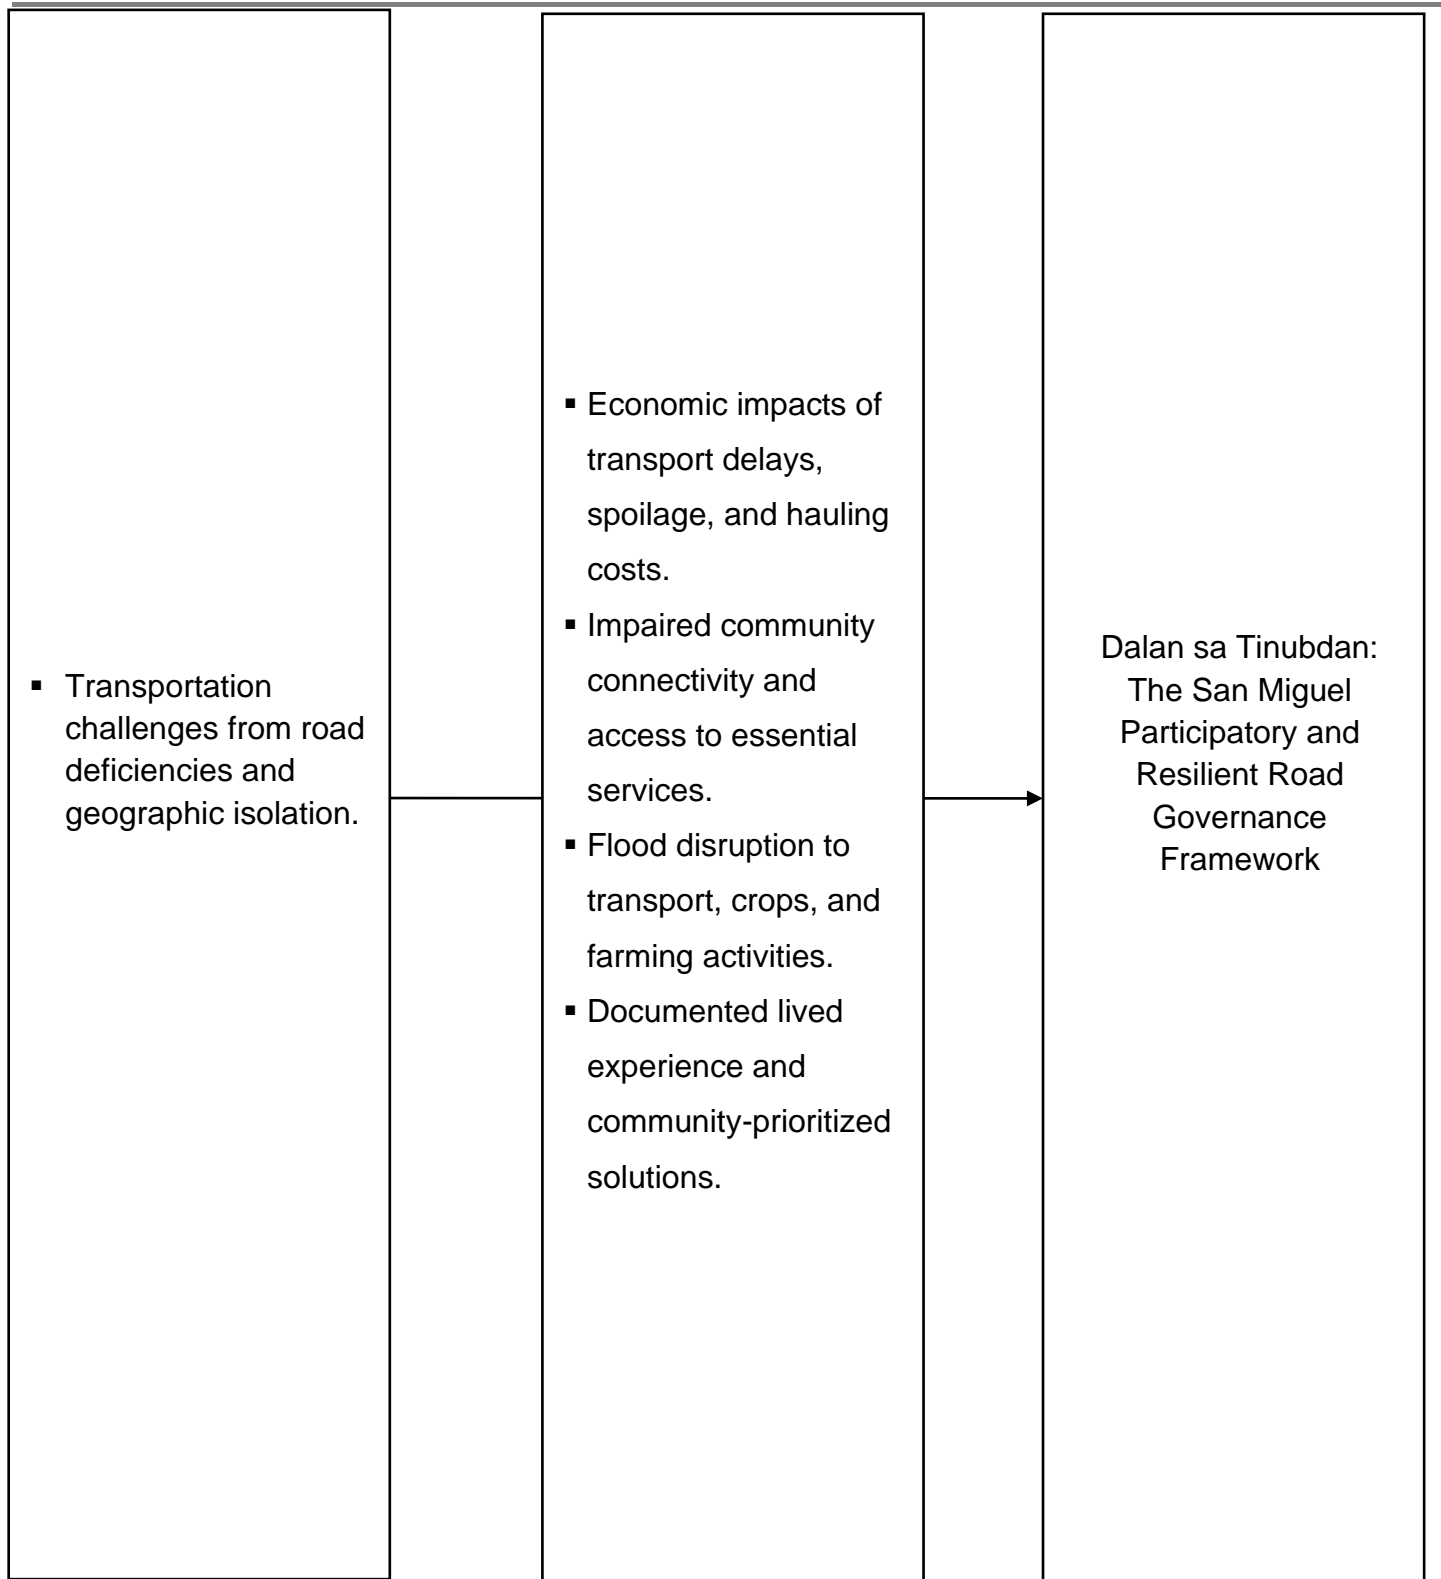 ▪ Transportation
challenges from road
deficiencies and
geographic isolation.
▪ Economic impacts of
transport delays,
spoilage, and hauling
costs.
▪ Impaired community
connectivity and
access to essential
services.
▪ Flood disruption to
transport, crops, and
farming activities.
▪ Documented lived
experience and
community-prioritized
solutions.
Dalan sa Tinubdan:
The San Miguel
Participatory and
Resilient Road
Governance
Framework